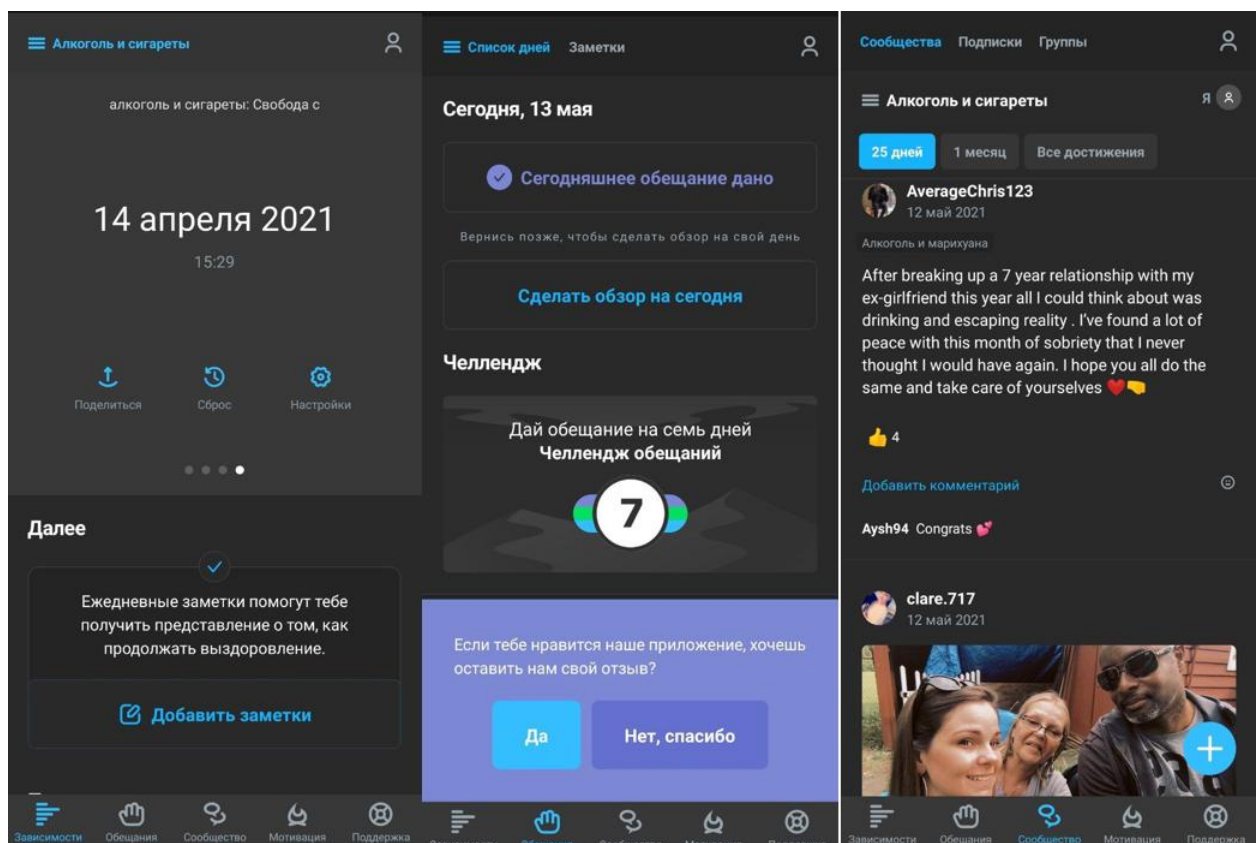 Алкоголь и сигареты
алкоголь и сигареты: Свобода с
14 апреля 2021
15:29
Поделиться Сброс Настройки
Далее
Ежедневные заметки помогут тебе
получить представление о том, как
продолжать выздоровление.
Добавить заметки
Зависимости Обещания Сообщество Мотивация Поддержка
Список дней Заметки
Сегодня, 13 мая
Сегодняшнее обещание дано
Вернись позже, чтобы сделать обзор на свой день
Сделать обзор на сегодня
Челлендж
Дай обещание на семь дней
Челлендж обещаний
7
Если тебе нравится наше приложение, хочешь
оставить нам свой отзыв?
Да Нет, спасибо
Сообщества Подписки Группы
Алкоголь и сигареты Я
25 дней 1 месяц Все достижения
AverageChris123
12 май 2021
Алкоголь и марихуана
After breaking up a 7 year relationship with my
ex-girlfriend this year all I could think about was
drinking and escaping reality . I've found a lot of
peace with this month of sobriety that I never
thought I would have again. I hope you all do the
same and take care of yourselves ❤️🤜
👍 4
Добавить комментарий
Aysh94 Congrats 💕
clare.717
12 май 2021
Зависимости Обещания Сообщество Мотивация Поддержка